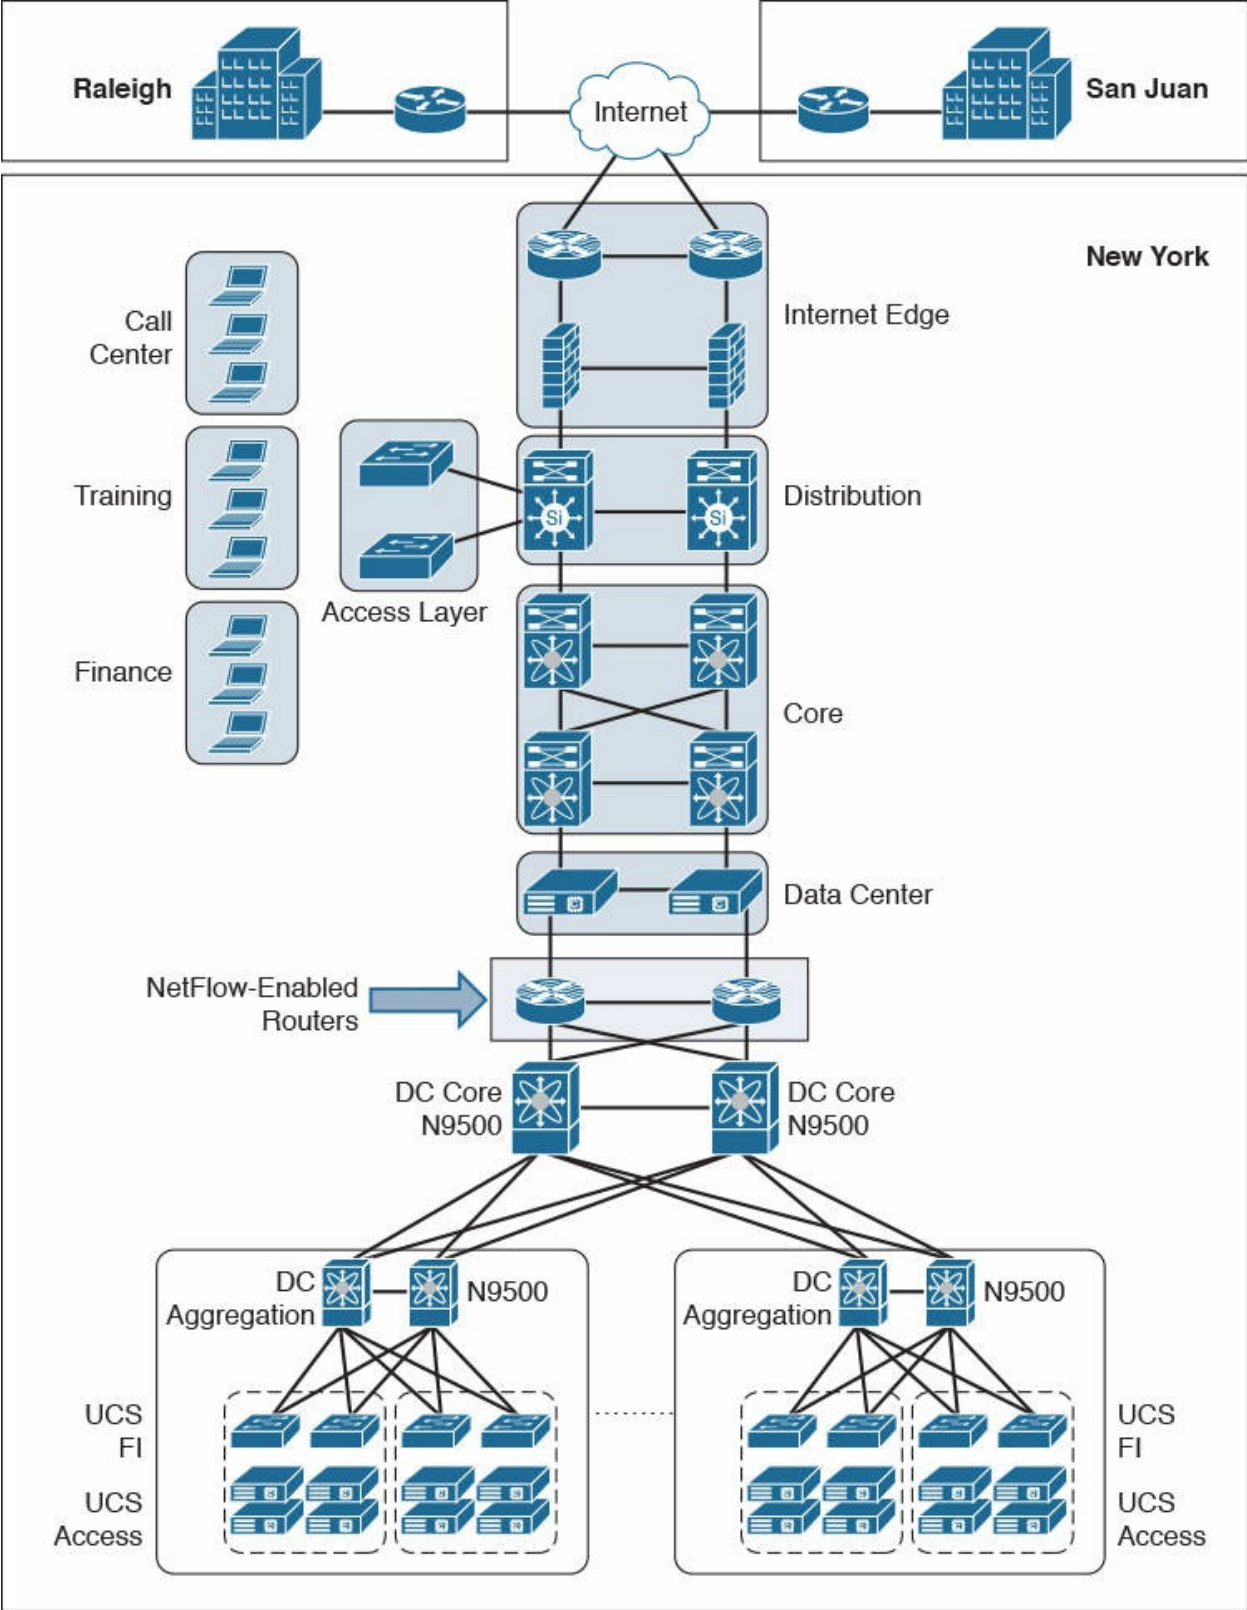 Raleigh
Internet
San Juan
New York
Internet Edge
Call
Center
Training
Finance
Access Layer
Si
Si
Distribution
Core
Data Center
NetFlow-Enabled
Routers
DC Core
N9500
DC Core
N9500
DC
Aggregation
N9500
DC
Aggregation
N9500
UCS
FI
UCS
Access
UCS
FI
UCS
Access